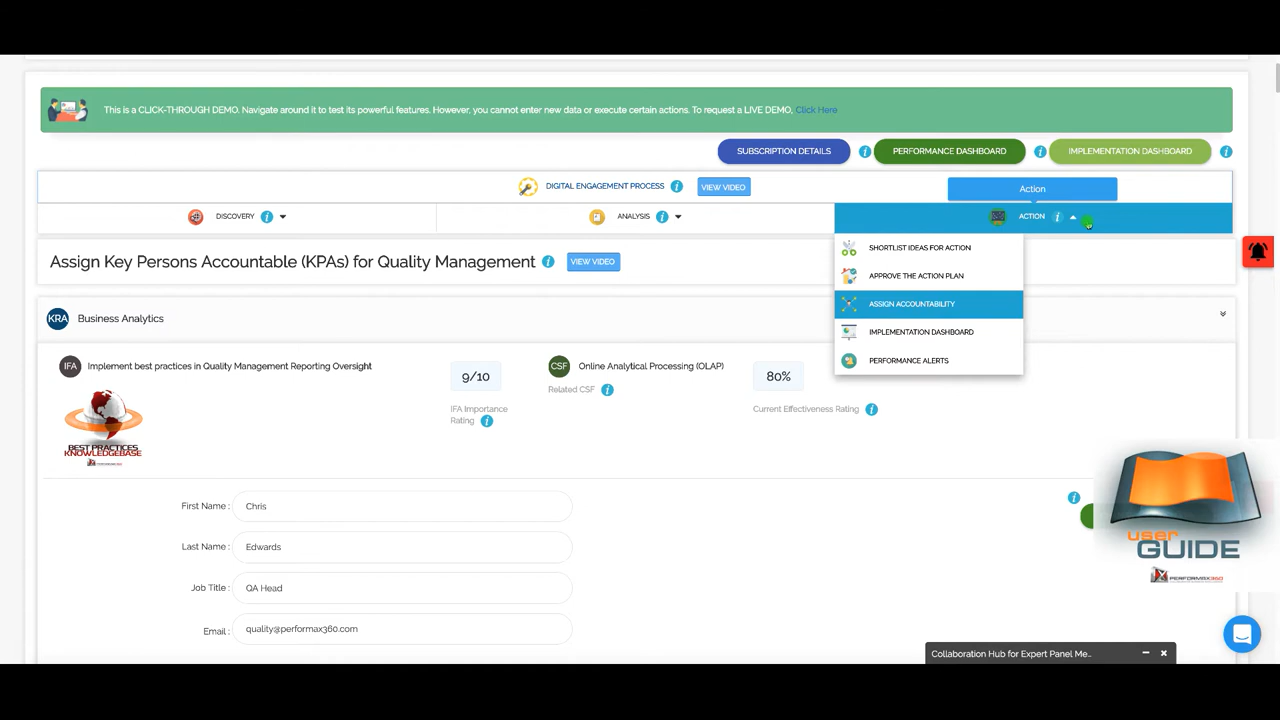 This is a CLICK-THROUGH DEMO. Navigate around it to test its powerful features. However, you cannot enter new data or execute certain actions. To request a LIVE DEMO, Click Here
SUBSCRIPTION DETAILS
PERFORMANCE DASHBOARD
IMPLEMENTATION DASHBOARD
DIGITAL ENGAGEMENT PROCESS
VIEW VIDEO
Action
DISCOVERY
ANALYSIS
ACTION
SHORTLIST IDEAS FOR ACTION
APPROVE THE ACTION PLAN
ASSIGN ACCOUNTABILITY
IMPLEMENTATION DASHBOARD
PERFORMANCE ALERTS
Assign Key Persons Accountable (KPAs) for Quality Management
VIEW VIDEO
KRA Business Analytics
IFA Implement best practices in Quality Management Reporting Oversight
9/10
IFA Importance
Rating
CSF Online Analytical Processing (OLAP)
Related CSF
80%
Current Effectiveness Rating
BEST PRACTICES
KNOWLEDGEBASE
PERFORMAX360
First Name : Chris
Last Name : Edwards
Job Title : QA Head
Email : quality@performax360.com
user
GUIDE
PERFORMAX360
Collaboration Hub for Expert Panel Me...